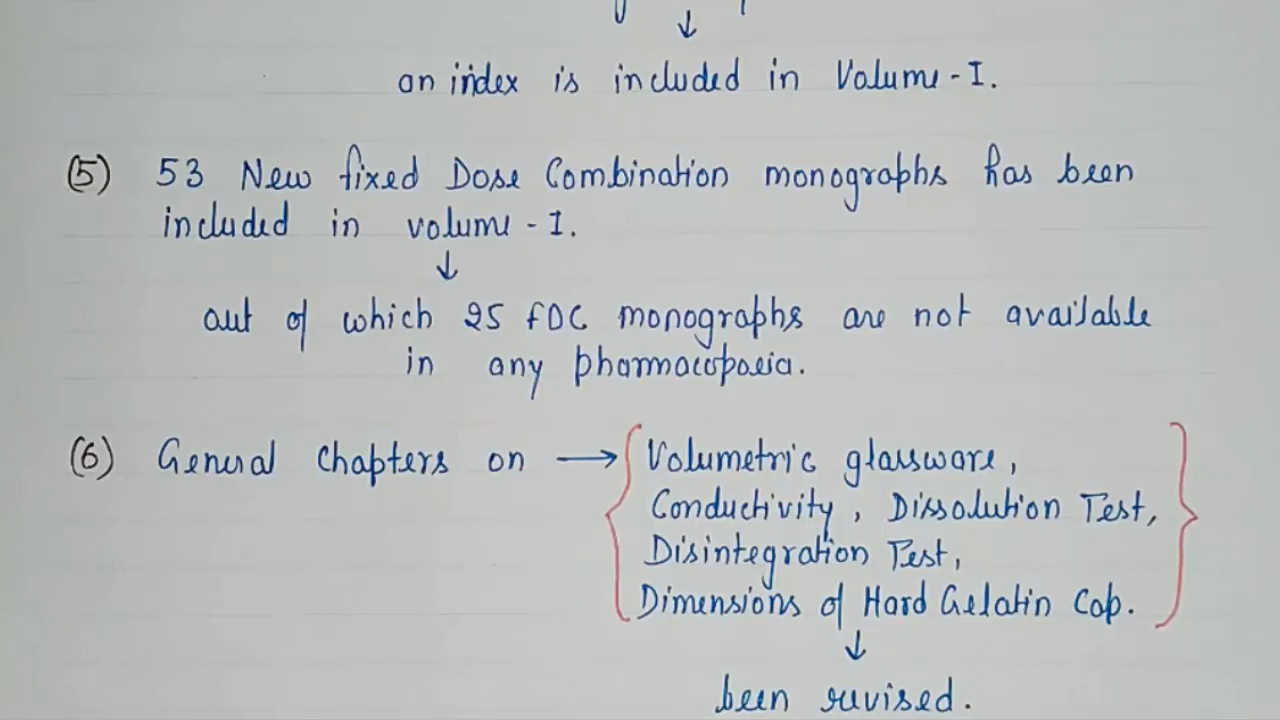 ↓
an index is included in Volume - I.
(5) 53 New fixed Dose Combination monographs has been
included in volume - I.
↓
out of which 25 FDC monographs are not available
in any pharmacopoeia.
(6) General Chapters on → Volumetric glassware,
Conductivity, Dissolution Test,
Disintegration Test,
Dimensions of Hard Gelatin Cap.
↓
been revised.